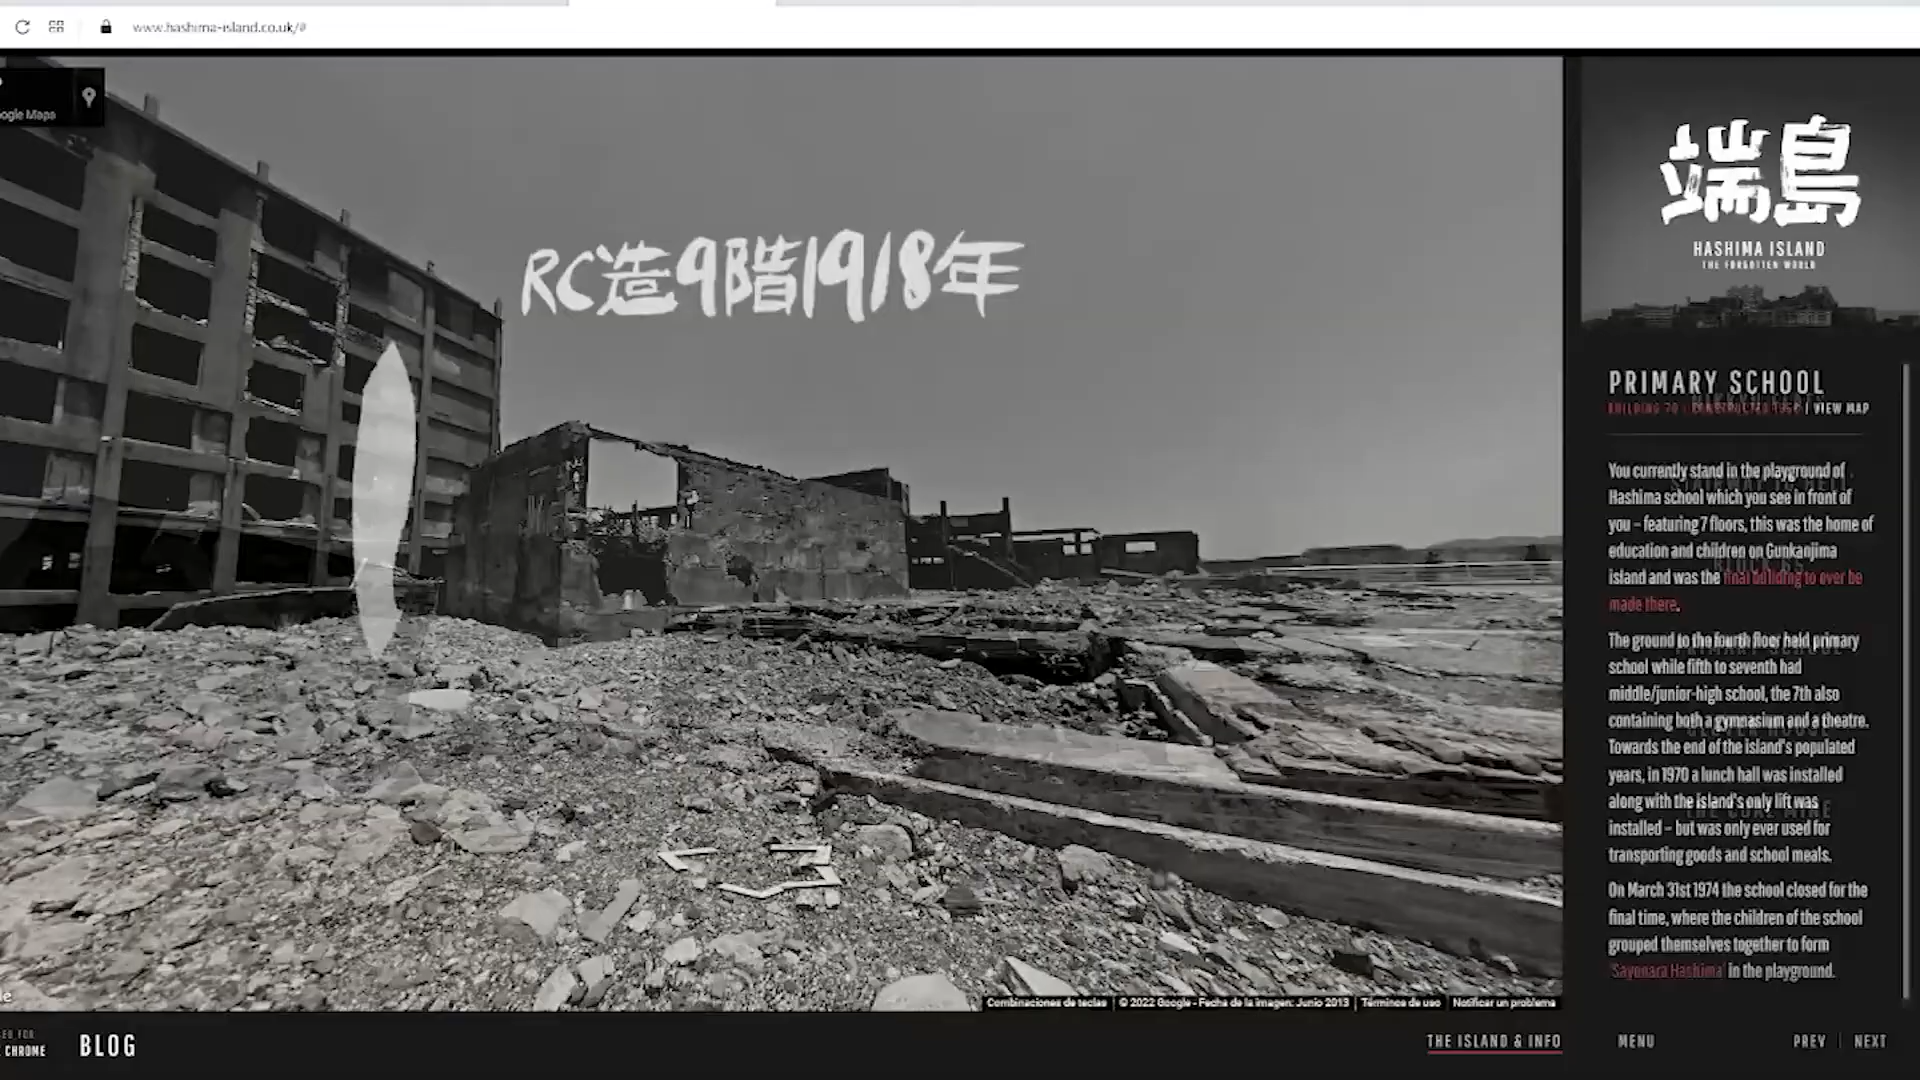 www.hashima-island.co.uk/#
ogle Maps
RC造9階1918年
端島
HASHIMA ISLAND
THE FORGOTTEN WORLD
PRIMARY SCHOOL
| VIEW MAP
You currently stand in the playground of
Hashima school which you see in front of
you – featuring 7 floors, this was the home of
education and children on Gunkanjima
island and was the final building to ever be
made there.
The ground to the fourth floor held primary
school while fifth to seventh had
middle/junior-high school, the 7th also
containing both a gymnasium and a theatre.
Towards the end of the island's populated
years, in 1970 a lunch hall was installed
along with the island's only lift was
installed – but was only ever used for
transporting goods and school meals.
On March 31st 1974 the school closed for the
final time, where the children of the school
grouped themselves together to form
'Sayonara Hashima' in the playground.
Combinaciones de teclas
© 2022 Google - Fecha de la imagen: Junio 2013
Términos de uso
Notificar un problema
CHROME
BLOG
THE ISLAND & INFO
MENU
PREV | NEXT